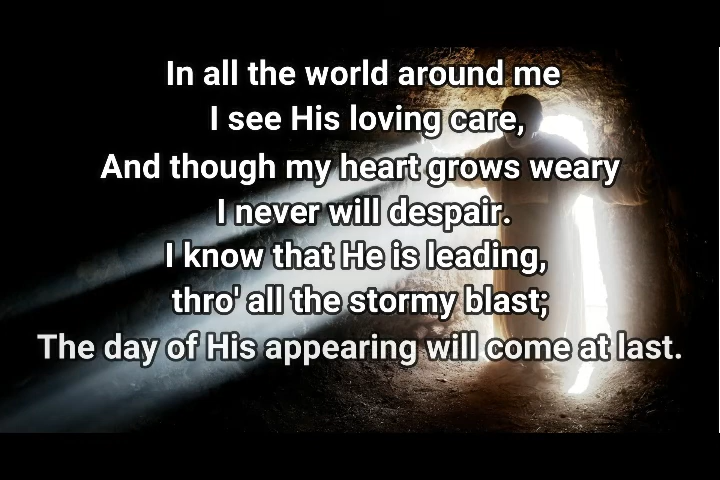 In all the world around me
I see His loving care,
And though my heart grows weary
I never will despair.
I know that He is leading,
thro' all the stormy blast;
The day of His appearing will come at last.